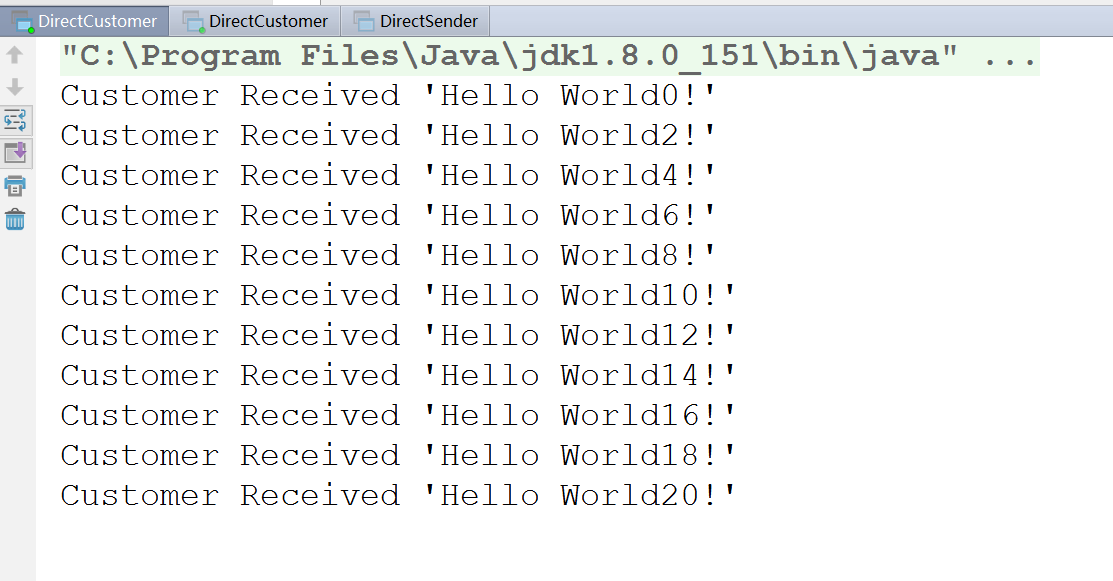 DirectCustomer DirectCustomer DirectSender
"C:\Program Files\Java\jdk1.8.0_151\bin\java" ...
Customer Received 'Hello World0!'
Customer Received 'Hello World2!'
Customer Received 'Hello World4!'
Customer Received 'Hello World6!'
Customer Received 'Hello World8!'
Customer Received 'Hello World10!'
Customer Received 'Hello World12!'
Customer Received 'Hello World14!'
Customer Received 'Hello World16!'
Customer Received 'Hello World18!'
Customer Received 'Hello World20!'